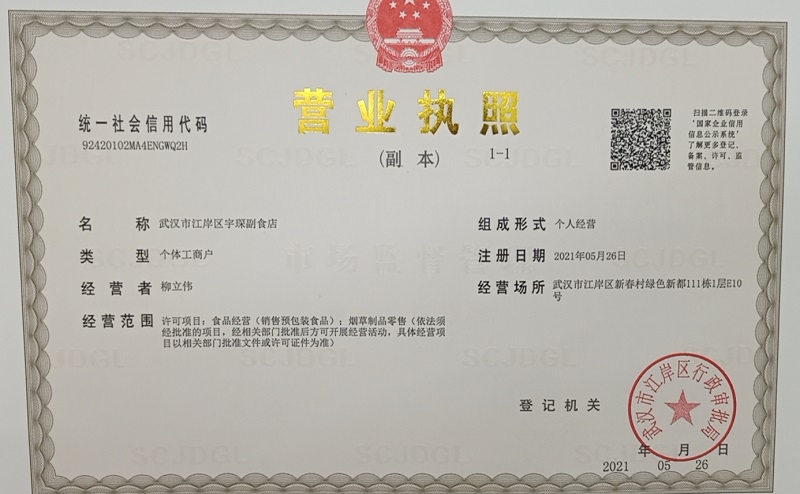 营业执照
(副 本) 1-1
统一社会信用代码
92420102MA4ENGWQ2H
扫描二维码登录
'国家企业信用
信息公示系统'
了解更多登记、
备案、许可、监
管信息。
名 称 武汉市江岸区宇琛副食店
类 型 个体工商户
经 营 者 柳立伟
经 营 范 围 许可项目：食品经营（销售预包装食品）；烟草制品零售（依法须
经批准的项目，经相关部门批准后方可开展经营活动，具体经营项
目以相关部门批准文件或许可证件为准）
组 成 形 式 个人经营
注 册 日 期 2021年05月26日
经 营 场 所 武汉市江岸区新春村绿色新都111栋1层E10
号
市场监督管理
SCJDGL
登 记 机 关
武汉市江岸区行政审批局
年 月 日
2021 05 26